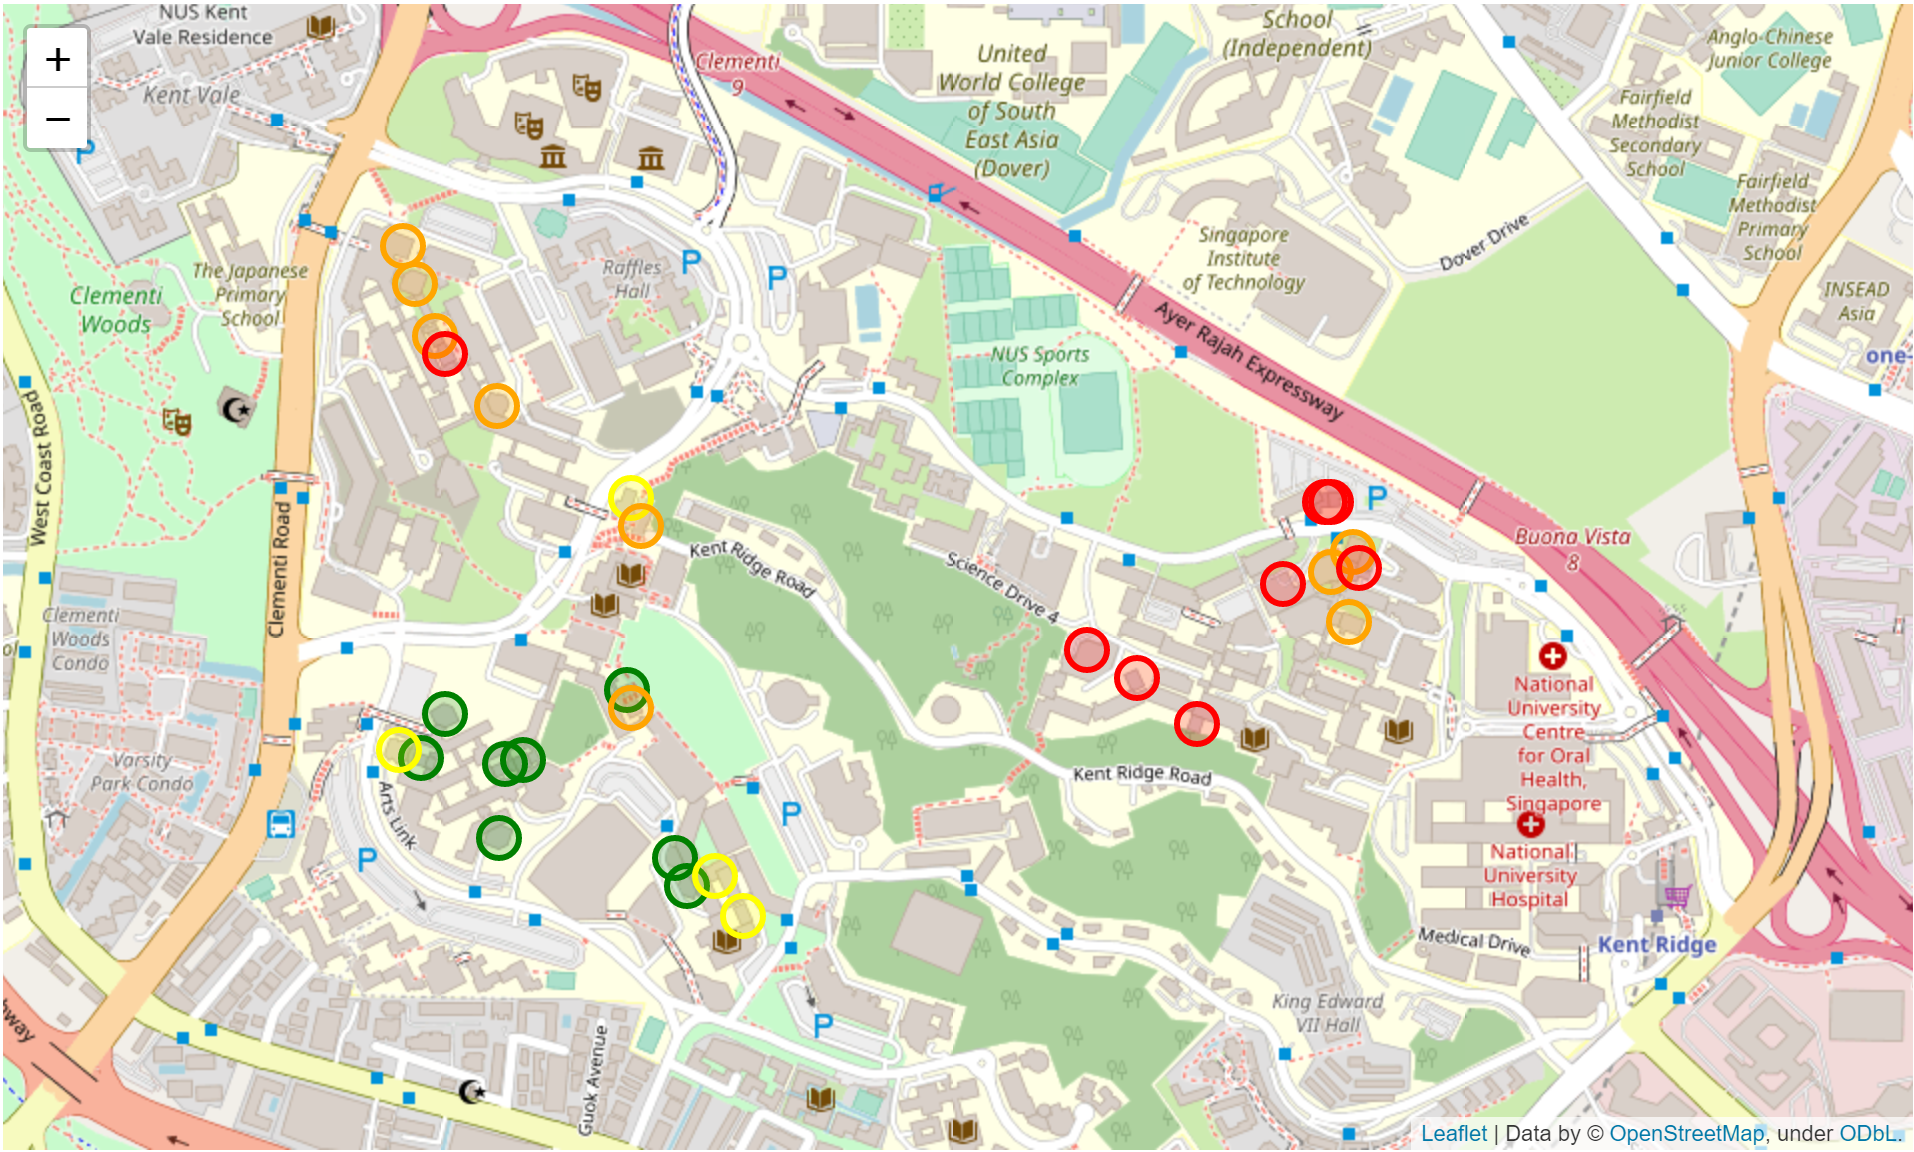 NUS Kent
Vale Residence
+
−
Kent Vale
P
Clementi
9
United
World College
of South
East Asia
(Dover)
School
(Independent)
Anglo-Chinese
Junior College
Fairfield
Methodist
Secondary
School
Fairfield
Methodist
Primary
School
The Japanese
Primary
School
Clementi
Woods
Raffles
Hall
P
P
Singapore
Institute
of Technology
Dover Drive
INSEAD
Asia
one-
Ayer Rajah Expressway
NUS Sports
Complex
West Coast Road
Clementi Road
P
Buona Vista
8
Kent Ridge Road
Science Drive 4
Clementi
Woods
Condo
National
University
Centre
for Oral
Health,
Singapore
Varsity
Park Condo
Arts Link
P
P
Kent Ridge Road
National
University
Hospital
Medical Drive
Kent Ridge
King Edward
VII Hall
P
Guok Avenue
hway
Leaflet | Data by © OpenStreetMap, under ODbL.